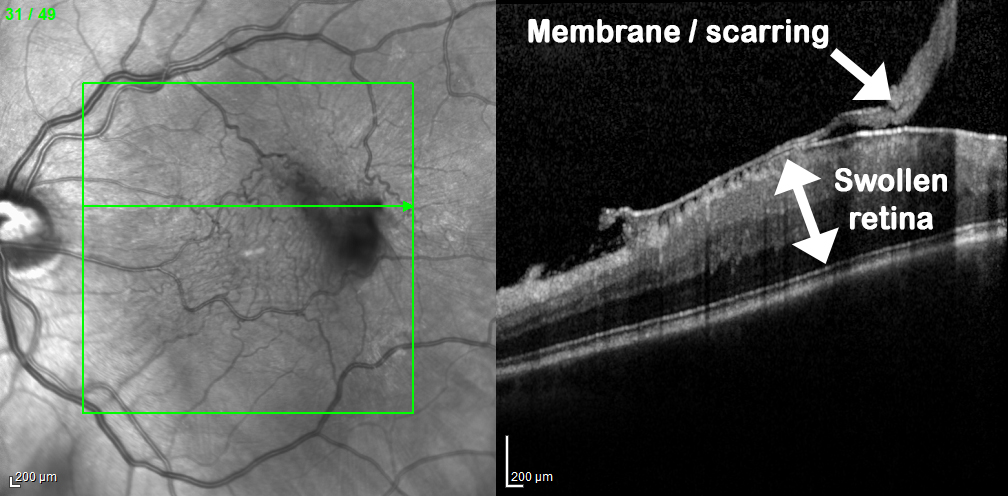 31 / 49
Membrane / scarring
Swollen
retina
200 µm
200 µm